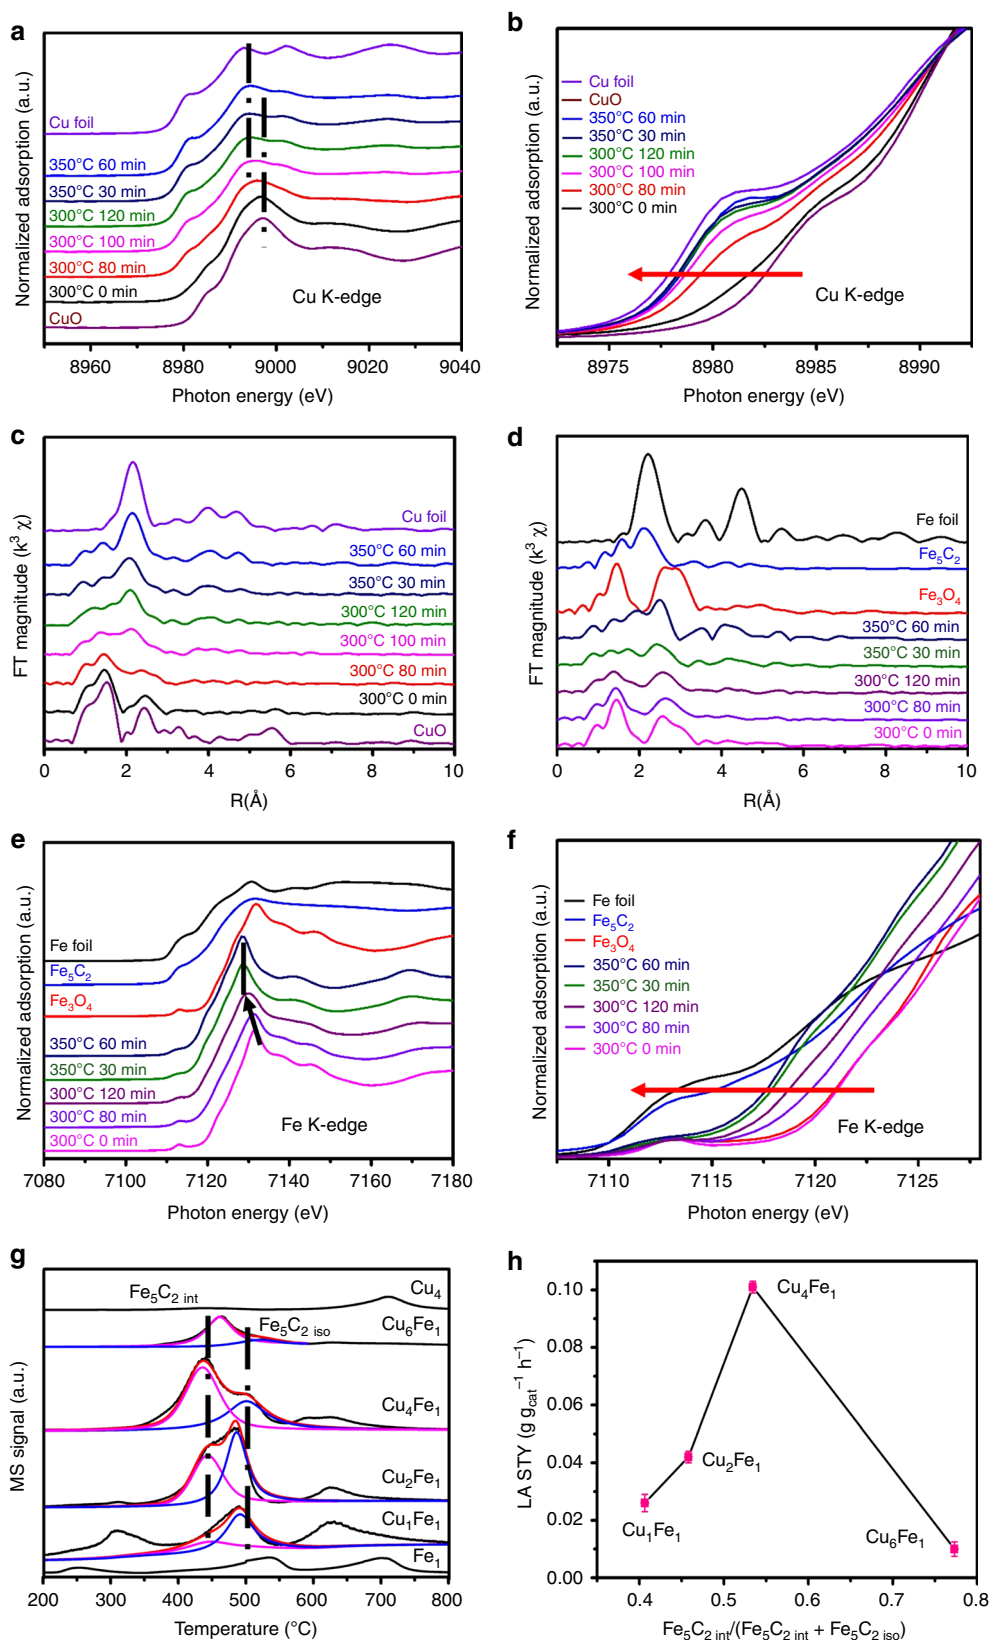 a
Normalized adsorption (a.u.)
Cu foil
350°C 60 min
350°C 30 min
300°C 120 min
300°C 100 min
300°C 80 min
300°C 0 min
CuO
Cu K-edge
8960 8980 9000 9020 9040
Photon energy (eV)
b
Normalized adsorption (a.u.)
Cu foil
CuO
350°C 60 min
350°C 30 min
300°C 120 min
300°C 100 min
300°C 80 min
300°C 0 min
Cu K-edge
8975 8980 8985 8990
Photon energy (eV)
c
FT magnitude (k³ χ)
Cu foil
350°C 60 min
350°C 30 min
300°C 120 min
300°C 100 min
300°C 80 min
300°C 0 min
CuO
0 2 4 6 8 10
R(Å)
d
FT magnitude (k³ χ)
Fe foil
Fe₅C₂
Fe₃O₄
350°C 60 min
350°C 30 min
300°C 120 min
300°C 80 min
300°C 0 min
0 2 4 6 8 10
R(Å)
e
Normalized adsorption (a.u.)
Fe foil
Fe₅C₂
Fe₃O₄
350°C 60 min
350°C 30 min
300°C 120 min
300°C 80 min
300°C 0 min
Fe K-edge
7080 7100 7120 7140 7160 7180
Photon energy (eV)
f
Normalized adsorption (a.u.)
Fe foil
Fe₅C₂
Fe₃O₄
350°C 60 min
350°C 30 min
300°C 120 min
300°C 80 min
300°C 0 min
Fe K-edge
7110 7115 7120 7125
Photon energy (eV)
g
MS signal (a.u.)
Fe₅C₂ int
Cu₄
Fe₅C₂ iso
Cu₆Fe₁
Cu₄Fe₁
Cu₂Fe₁
Cu₁Fe₁
Fe₁
200 300 400 500 600 700 800
Temperature (°C)
h
LA STY (g g_cat⁻¹ h⁻¹)
0.10
0.08
0.06
0.04
0.02
0.00
Cu₄Fe₁
Cu₂Fe₁
Cu₁Fe₁
Cu₆Fe₁
0.4 0.5 0.6 0.7 0.8
Fe₅C₂ int/(Fe₅C₂ int + Fe₅C₂ iso)